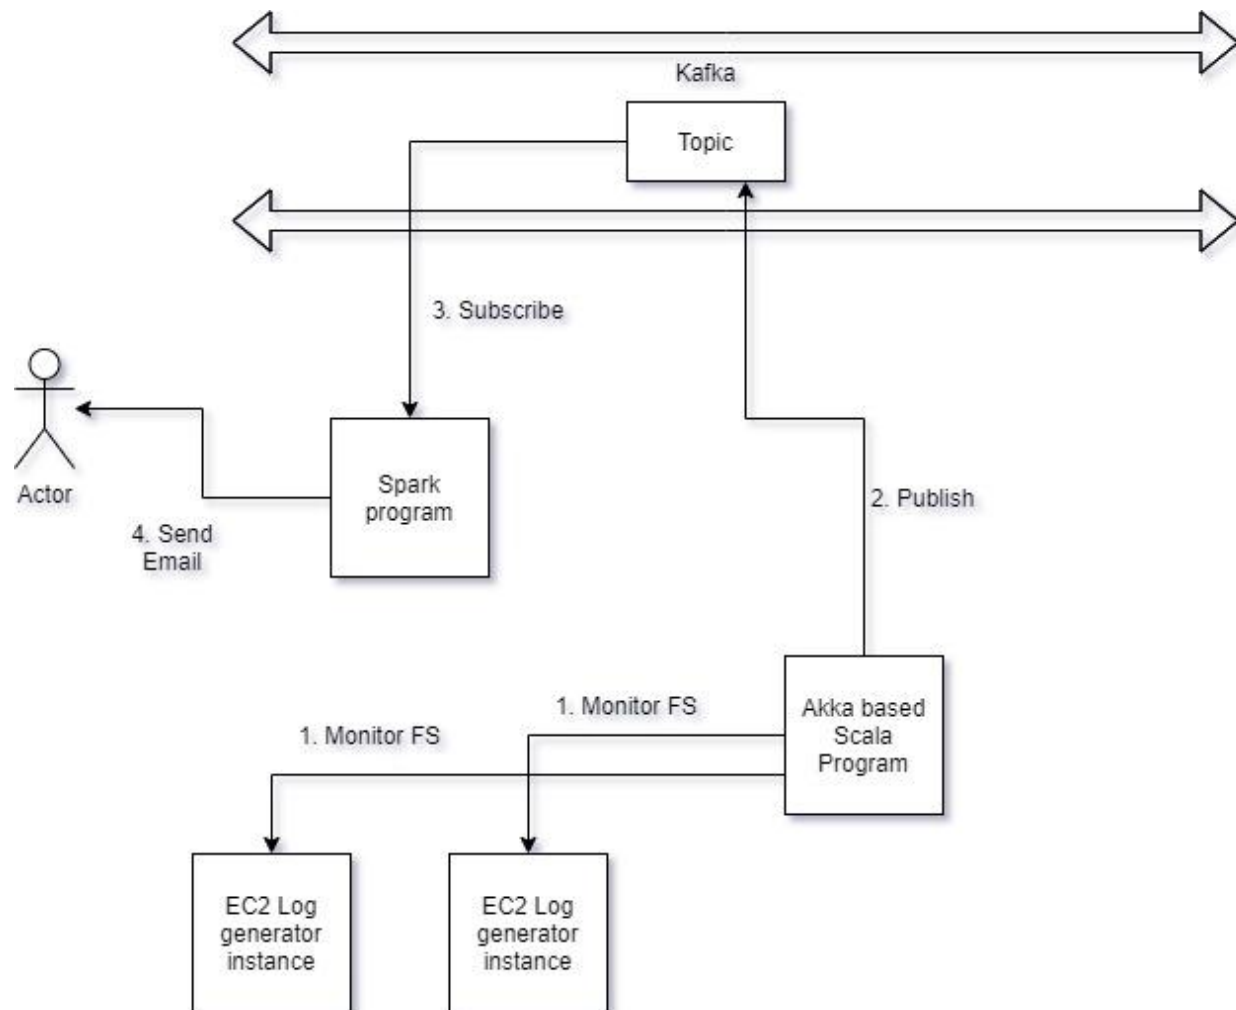 Kafka
Topic
3. Subscribe
Actor
4. Send
Email
Spark
program
2. Publish
1. Monitor FS
1. Monitor FS
Akka based
Scala
Program
EC2 Log
generator
instance
EC2 Log
generator
instance